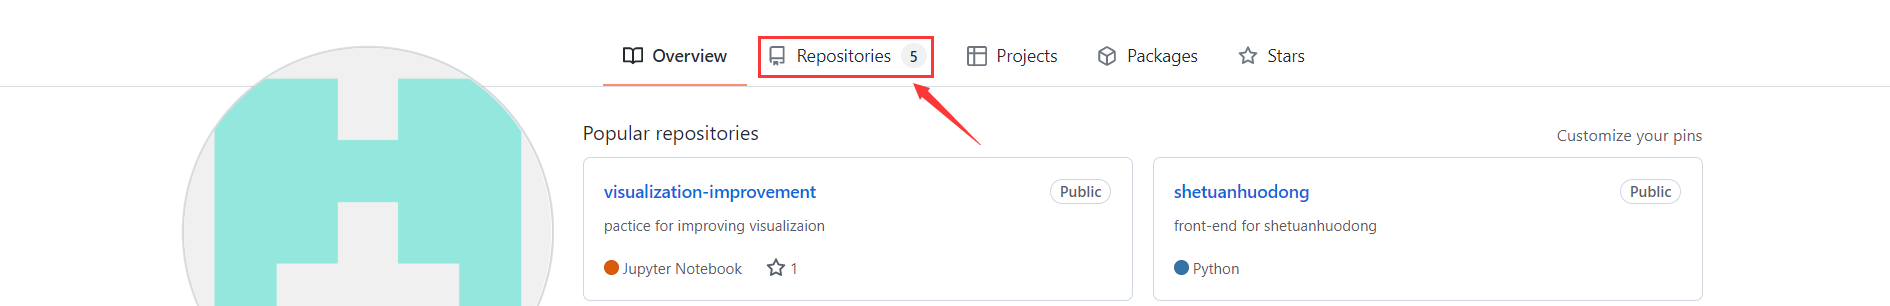 Overview Repositories 5 Projects Packages Stars
Popular repositories
Customize your pins
visualization-improvement Public
pactice for improving visualizaion
Jupyter Notebook 1
shetuanhuodong Public
front-end for shetuanhuodong
Python